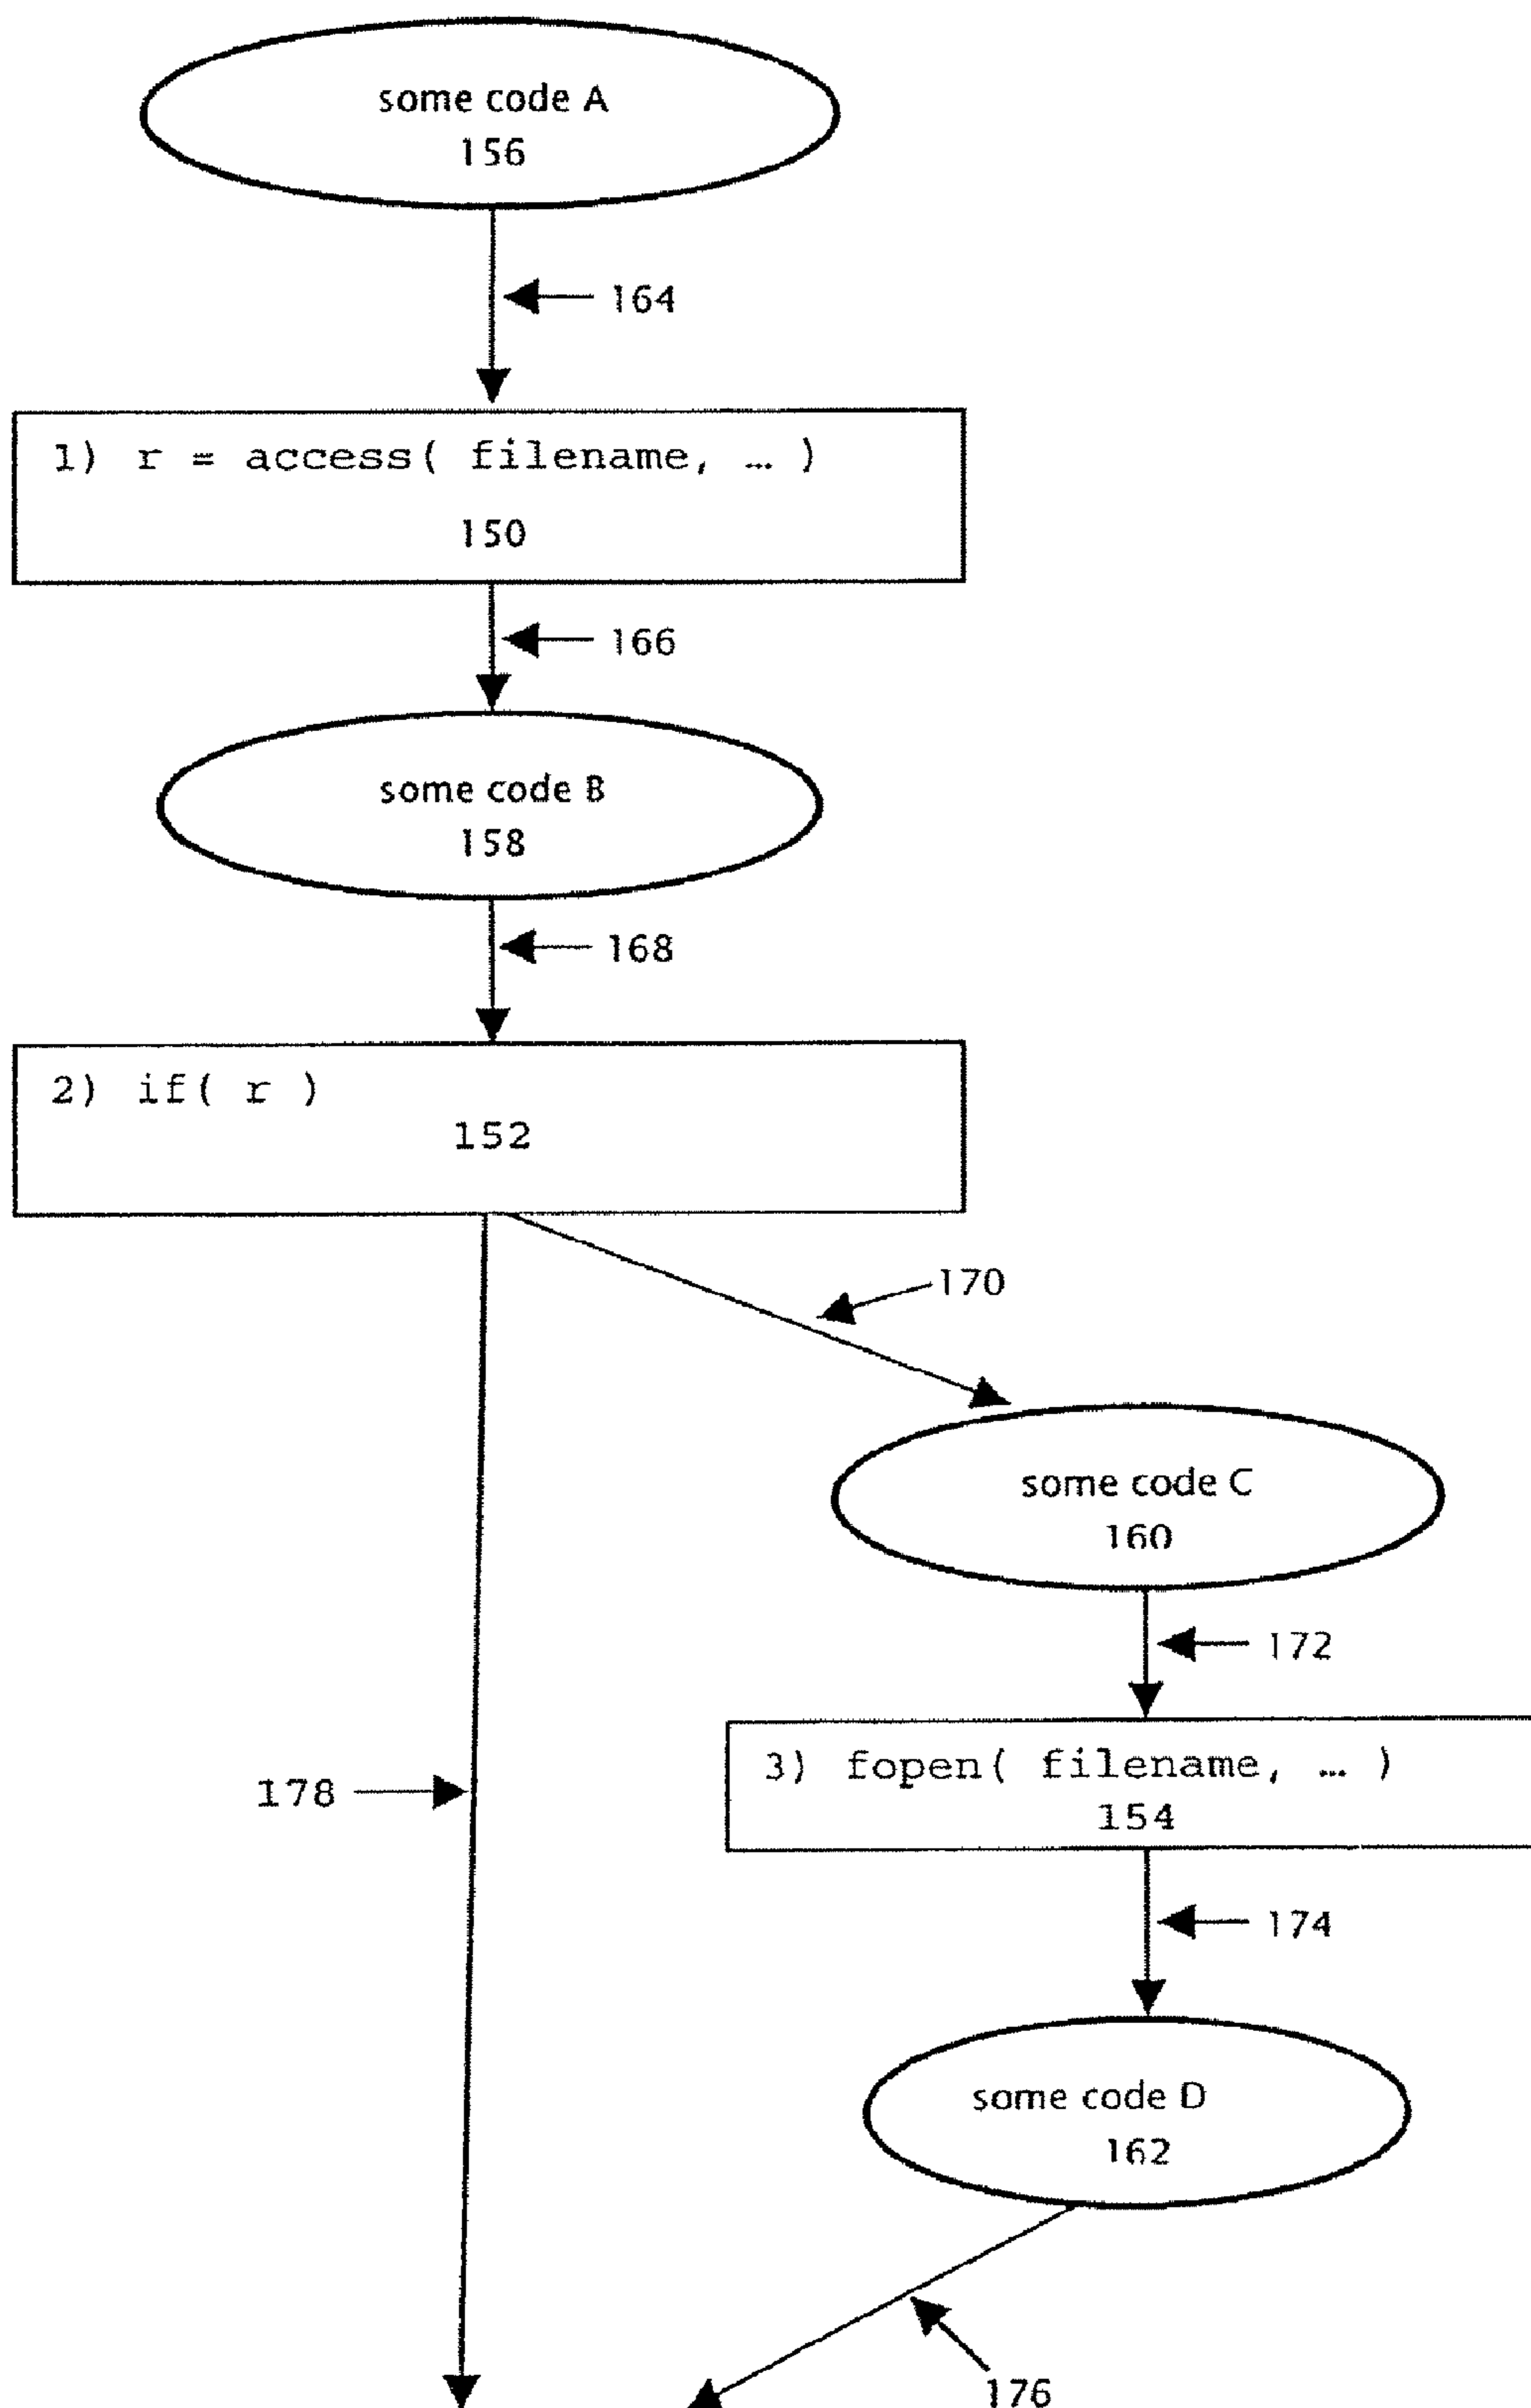 some code A
156
164
1) r = access( filename, … )
150
166
some code B
158
168
2) if( r )
152
170
some code C
160
172
3) fopen( filename, … )
154
178
174
some code D
162
176